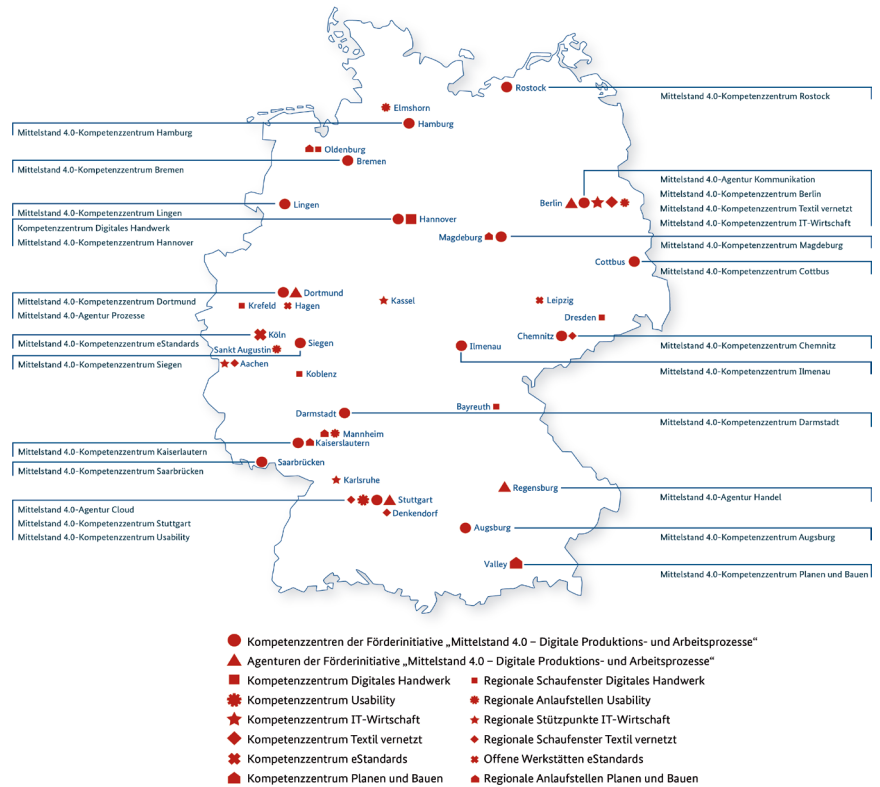 Rostock
Mittelstand 4.0-Kompetenzzentrum Rostock
Elmshorn
Hamburg
Mittelstand 4.0-Kompetenzzentrum Hamburg
Oldenburg
Bremen
Mittelstand 4.0-Kompetenzzentrum Bremen
Mittelstand 4.0-Agentur Kommunikation
Mittelstand 4.0-Kompetenzzentrum Berlin
Mittelstand 4.0-Kompetenzzentrum Textil vernetzt
Mittelstand 4.0-Kompetenzzentrum IT-Wirtschaft
Berlin
Lingen
Mittelstand 4.0-Kompetenzzentrum Lingen
Hannover
Kompetenzzentrum Digitales Handwerk
Mittelstand 4.0-Kompetenzzentrum Hannover
Magdeburg
Mittelstand 4.0-Kompetenzzentrum Magdeburg
Cottbus
Mittelstand 4.0-Kompetenzzentrum Cottbus
Dortmund
Mittelstand 4.0-Kompetenzzentrum Dortmund
Mittelstand 4.0-Agentur Prozesse
Krefeld
Hagen
Kassel
Leipzig
Dresden
Köln
Mittelstand 4.0-Kompetenzzentrum eStandards
Sankt Augustin
Siegen
Mittelstand 4.0-Kompetenzzentrum Siegen
Aachen
Koblenz
Ilmenau
Chemnitz
Mittelstand 4.0-Kompetenzzentrum Chemnitz
Mittelstand 4.0-Kompetenzzentrum Ilmenau
Bayreuth
Darmstadt
Mittelstand 4.0-Kompetenzzentrum Darmstadt
Mannheim
Kaiserslautern
Mittelstand 4.0-Kompetenzzentrum Kaiserlautern
Saarbrücken
Mittelstand 4.0-Kompetenzzentrum Saarbrücken
Karlsruhe
Regensburg
Mittelstand 4.0-Agentur Handel
Stuttgart
Denkendorf
Mittelstand 4.0-Agentur Cloud
Mittelstand 4.0-Kompetenzzentrum Stuttgart
Mittelstand 4.0-Kompetenzzentrum Usability
Augsburg
Mittelstand 4.0-Kompetenzzentrum Augsburg
Valley
Mittelstand 4.0-Kompetenzzentrum Planen und Bauen
Kompetenzzentren der Förderinitiative „Mittelstand 4.0 – Digitale Produktions- und Arbeitsprozesse“
Agenturen der Förderinitiative „Mittelstand 4.0 – Digitale Produktions- und Arbeitsprozesse“
Kompetenzzentrum Digitales Handwerk
Regionale Schaufenster Digitales Handwerk
Kompetenzzentrum Usability
Regionale Anlaufstellen Usability
Kompetenzzentrum IT-Wirtschaft
Regionale Stützpunkte IT-Wirtschaft
Kompetenzzentrum Textil vernetzt
Regionale Schaufenster Textil vernetzt
Kompetenzzentrum eStandards
Offene Werkstätten eStandards
Kompetenzzentrum Planen und Bauen
Regionale Anlaufstellen Planen und Bauen